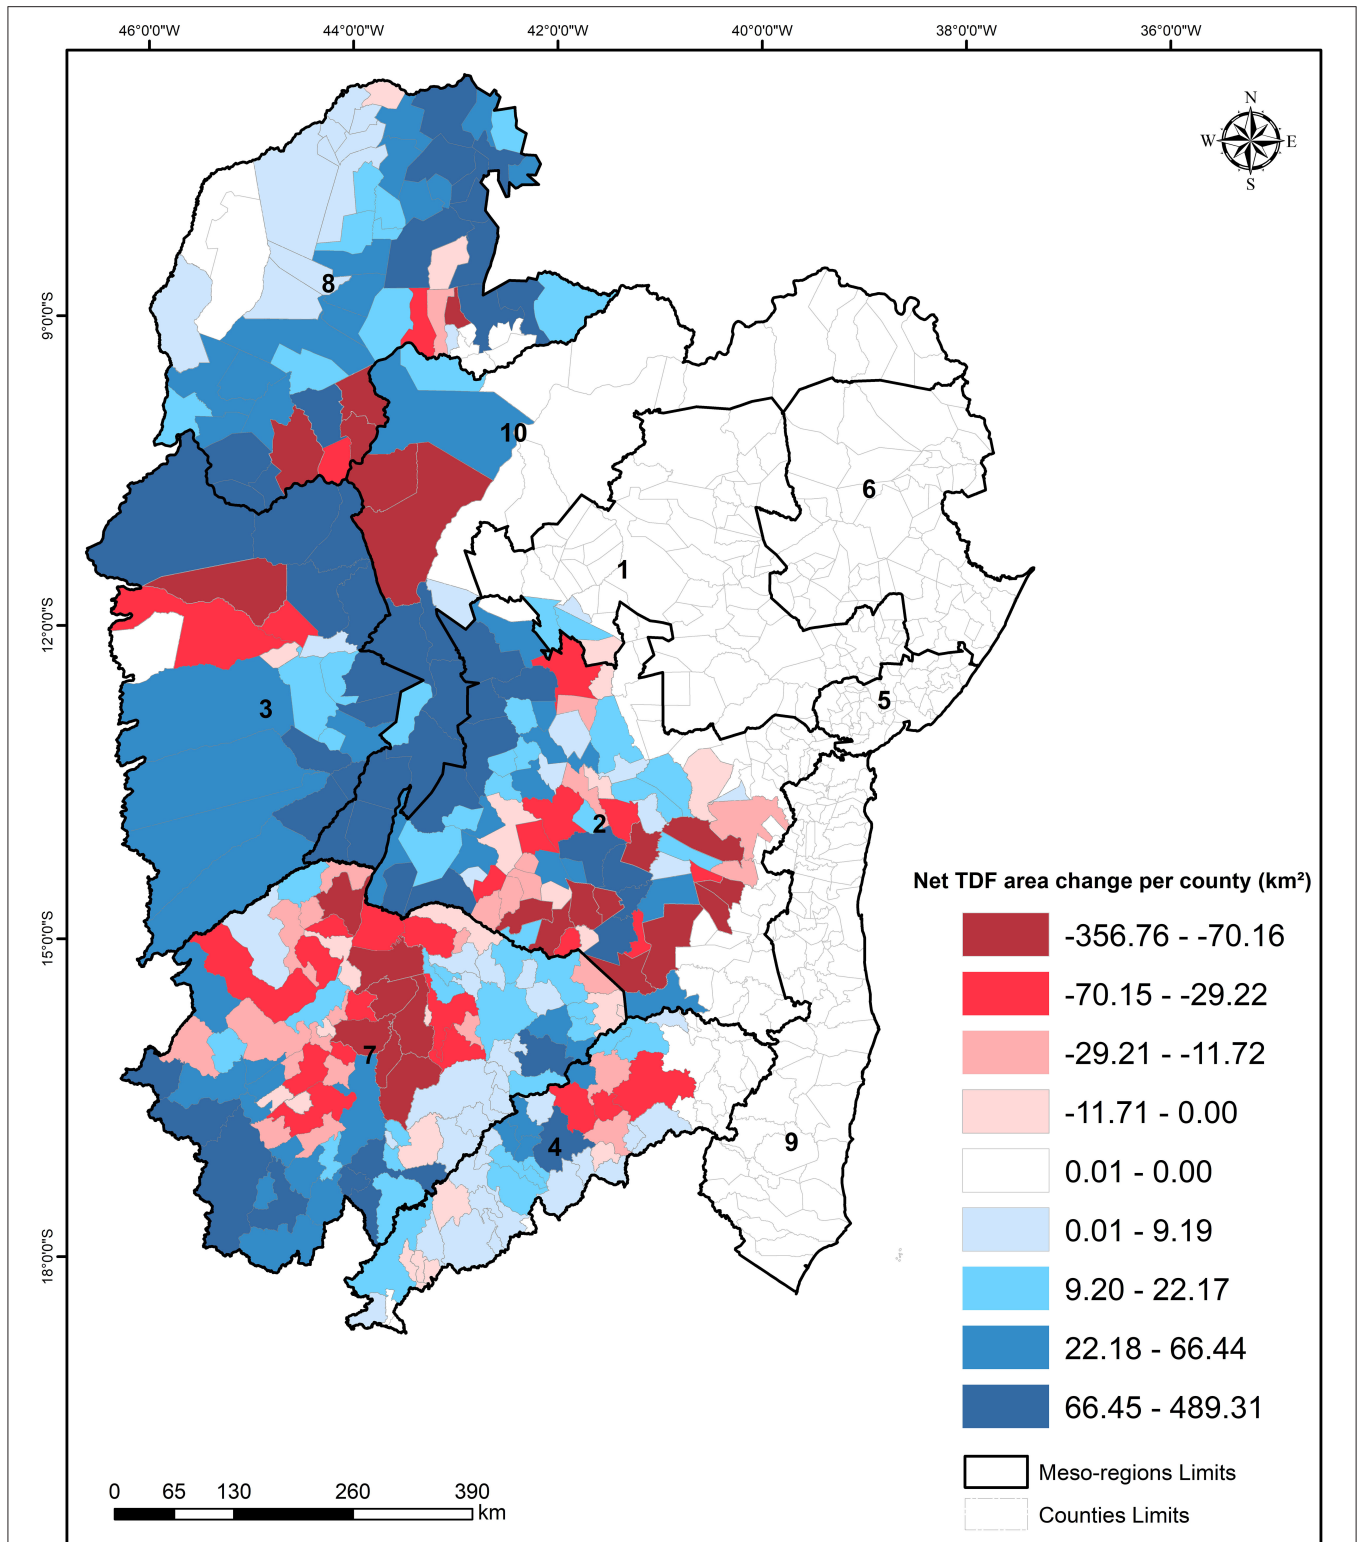 46°0'0"W 44°0'0"W 42°0'0"W 40°0'0"W 38°0'0"W 36°0'0"W
N
W E
S
8
9°0'0"S
10
6
1
12°0'0"S
5
3
2
Net TDF area change per county (km²)
-356.76 - -70.16
15°0'0"S
-70.15 - -29.22
-29.21 - -11.72
7
-11.71 - 0.00
9
4
0.01 - 0.00
0.01 - 9.19
18°0'0"S
9.20 - 22.17
22.18 - 66.44
66.45 - 489.31
Meso-regions Limits
Counties Limits
0 65 130 260 390
km